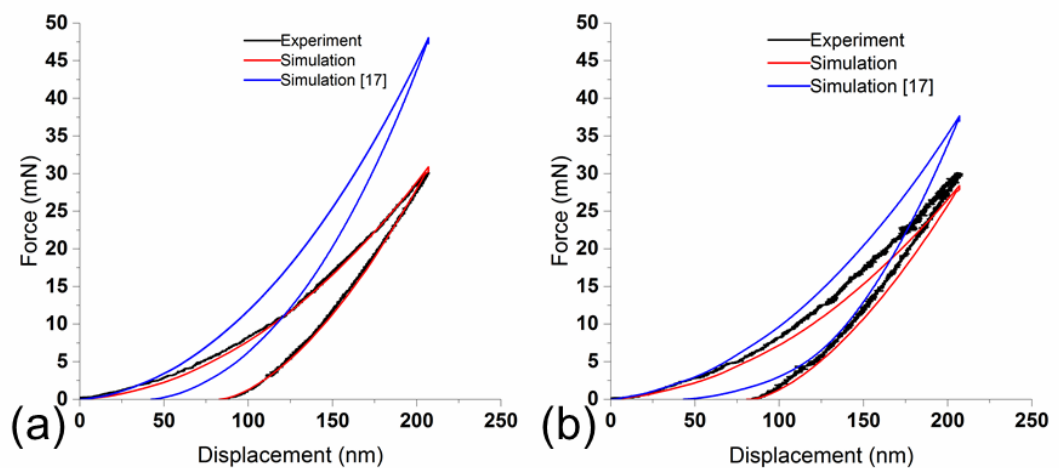 50
45
40
35
30
25
20
15
10
5
0
Force (mN)
Experiment
Simulation
Simulation [17]
0 50 100 150 200 250
Displacement (nm)
(a)
50
45
40
35
30
25
20
15
10
5
0
Force (mN)
Experiment
Simulation
Simulation [17]
0 50 100 150 200 250
Displacement (nm)
(b)